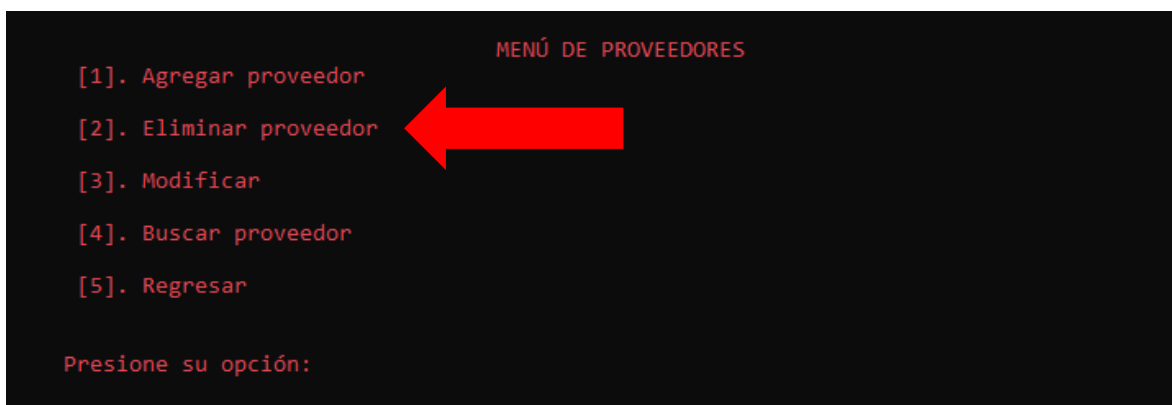 MENÚ DE PROVEEDORES
[1]. Agregar proveedor
[2]. Eliminar proveedor
[3]. Modificar
[4]. Buscar proveedor
[5]. Regresar
Presione su opción: